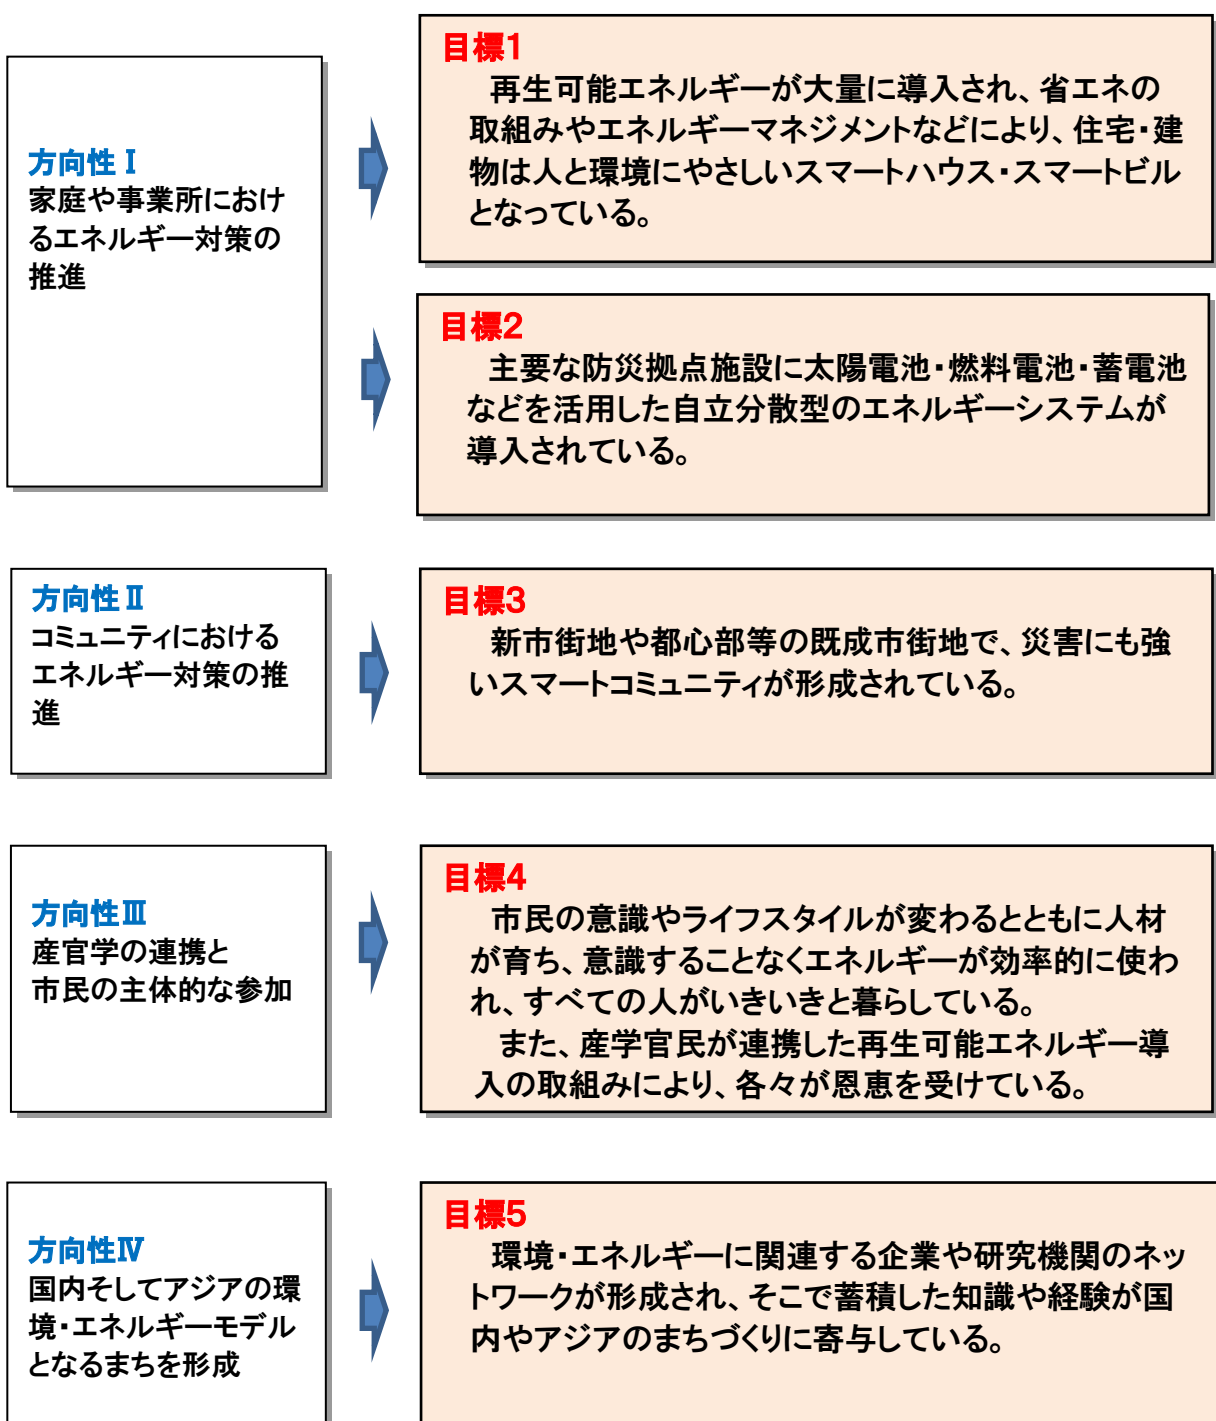 方向性Ⅰ
家庭や事業所におけ
るエネルギー対策の
推進
目標1
再生可能エネルギーが大量に導入され、省エネの
取組みやエネルギーマネジメントなどにより、住宅・建
物は人と環境にやさしいスマートハウス・スマートビル
となっている。
目標2
主要な防災拠点施設に太陽電池・燃料電池・蓄電池
などを活用した自立分散型のエネルギーシステムが
導入されている。
方向性Ⅱ
コミュニティにおける
エネルギー対策の推
進
目標3
新市街地や都心部等の既成市街地で、災害にも強
いスマートコミュニティが形成されている。
方向性Ⅲ
産官学の連携と
市民の主体的な参加
目標4
市民の意識やライフスタイルが変わるとともに人材
が育ち、意識することなくエネルギーが効率的に使わ
れ、すべての人がいきいきと暮らしている。
また、産学官民が連携した再生可能エネルギー導
入の取組みにより、各々が恩恵を受けている。
方向性Ⅳ
国内そしてアジアの環
境・エネルギーモデル
となるまちを形成
目標5
環境・エネルギーに関連する企業や研究機関のネッ
トワークが形成され、そこで蓄積した知識や経験が国
内やアジアのまちづくりに寄与している。